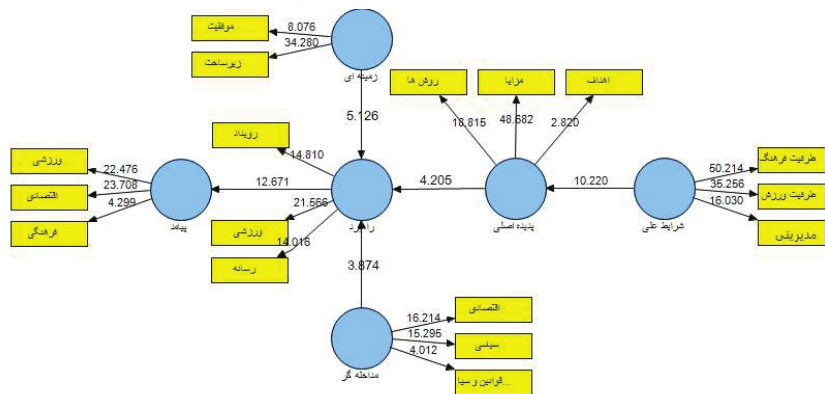 موفقیت
8.076
34.280
زیرساخت
زمینه ای
5.126
روش ها
مزایا
اهداف
18.815
48.682
2.820
رویداد
14.810
ورزشی
22.476
اقتصادی
23.708
فرهنگی
4.299
پیامد
12.671
راهبرد
4.205
پدیده اصلی
10.220
شرایط علی
50.214
ظرفیت فرهنگ
35.256
ظرفیت ورزش
16.030
مدیریتی
21.566
ورزشی
14.016
رسانه
3.874
مداخله گر
16.214
اقتصادی
15.295
سیاسی
4.012
قوانین و سیا...